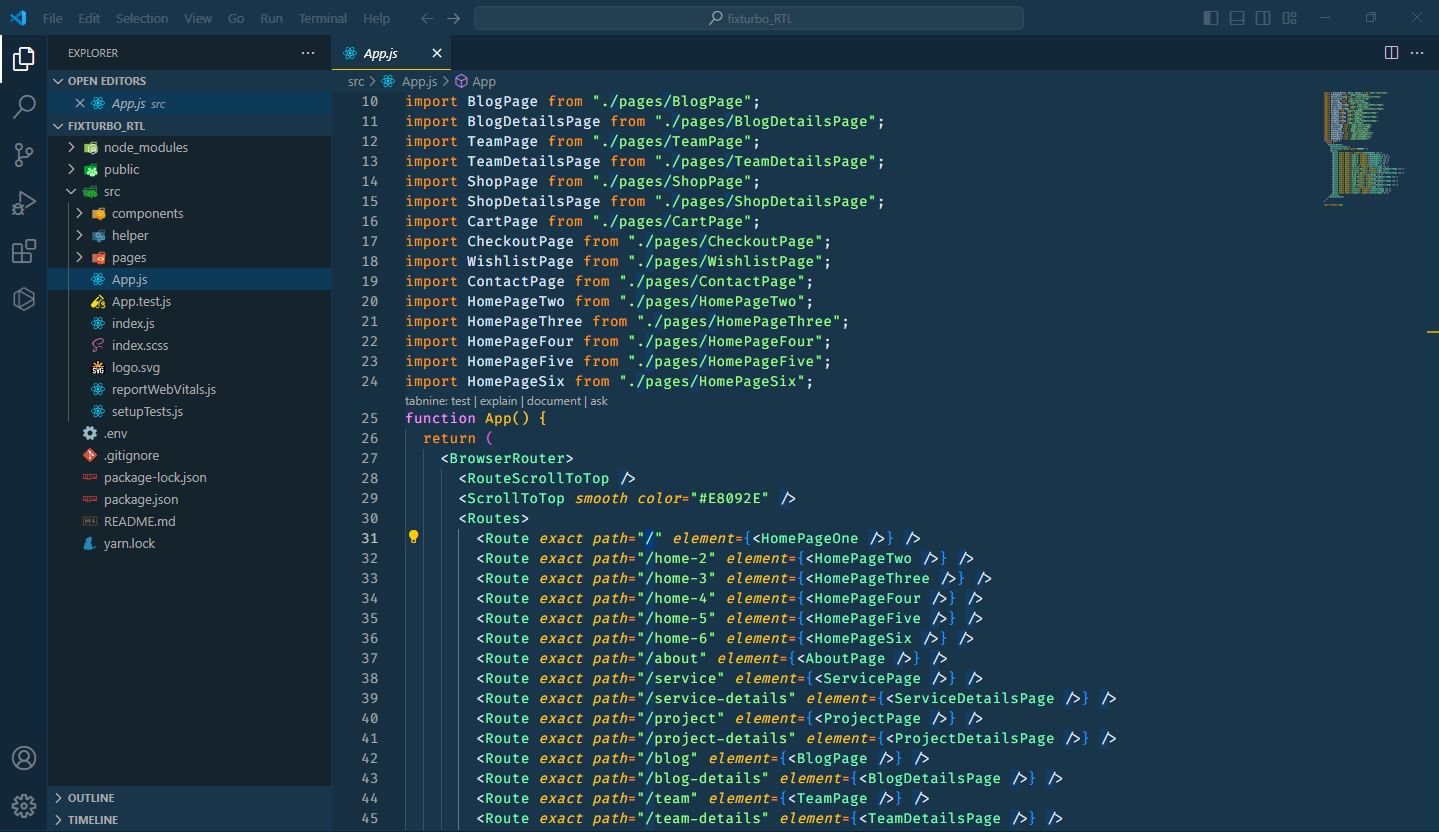 File Edit Selection View Go Run Terminal Help
fixturbo_RTL
EXPLORER
OPEN EDITORS
App.js src
FIXTURBO_RTL
node_modules
public
src
components
helper
pages
App.js
App.test.js
index.js
index.scss
logo.svg
reportWebVitals.js
setupTests.js
.env
.gitignore
package-lock.json
package.json
README.md
yarn.lock
OUTLINE
TIMELINE
App.js
src > App.js > App
10 import BlogPage from "./pages/BlogPage";
11 import BlogDetailsPage from "./pages/BlogDetailsPage";
12 import TeamPage from "./pages/TeamPage";
13 import TeamDetailsPage from "./pages/TeamDetailsPage";
14 import ShopPage from "./pages/ShopPage";
15 import ShopDetailsPage from "./pages/ShopDetailsPage";
16 import CartPage from "./pages/CartPage";
17 import CheckoutPage from "./pages/CheckoutPage";
18 import WishlistPage from "./pages/WishlistPage";
19 import ContactPage from "./pages/ContactPage";
20 import HomePageTwo from "./pages/HomePageTwo";
21 import HomePageThree from "./pages/HomePageThree";
22 import HomePageFour from "./pages/HomePageFour";
23 import HomePageFive from "./pages/HomePageFive";
24 import HomePageSix from "./pages/HomePageSix";
tabnine: test | explain | document | ask
25 function App() {
26 return (
27 <BrowserRouter>
28 <RouteScrollToTop />
29 <ScrollToTop smooth color="#E8092E" />
30 <Routes>
31 <Route exact path="/" element={<HomePageOne />} />
32 <Route exact path="/home-2" element={<HomePageTwo />} />
33 <Route exact path="/home-3" element={<HomePageThree />} />
34 <Route exact path="/home-4" element={<HomePageFour />} />
35 <Route exact path="/home-5" element={<HomePageFive />} />
36 <Route exact path="/home-6" element={<HomePageSix />} />
37 <Route exact path="/about" element={<AboutPage />} />
38 <Route exact path="/service" element={<ServicePage />} />
39 <Route exact path="/service-details" element={<ServiceDetailsPage />} />
40 <Route exact path="/project" element={<ProjectPage />} />
41 <Route exact path="/project-details" element={<ProjectDetailsPage />} />
42 <Route exact path="/blog" element={<BlogPage />} />
43 <Route exact path="/blog-details" element={<BlogDetailsPage />} />
44 <Route exact path="/team" element={<TeamPage />} />
45 <Route exact path="/team-details" element={<TeamDetailsPage />} />